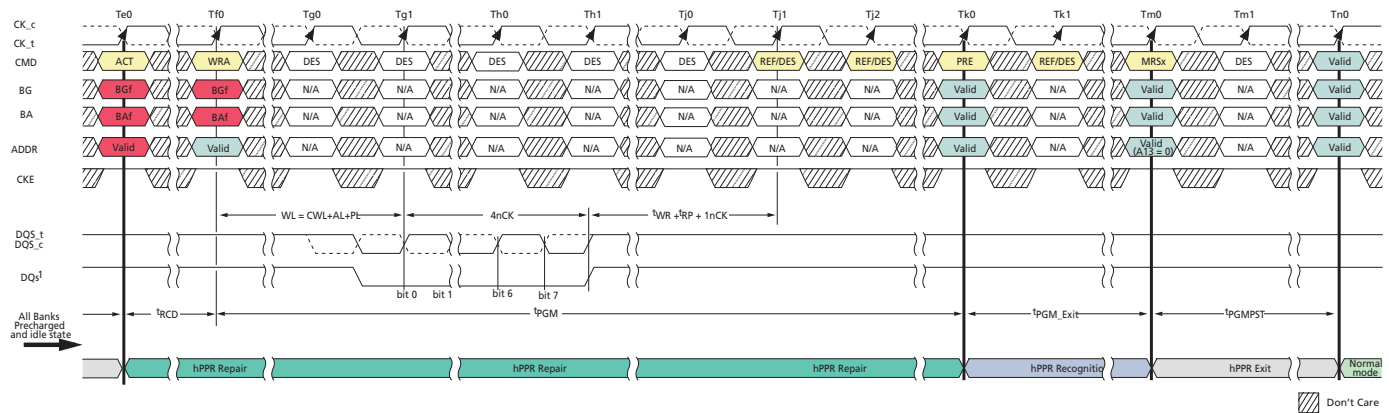 Te0 Tf0 Tg0 Tg1 Th0 Th1 Tj0 Tj1 Tj2 Tk0 Tk1 Tm0 Tm1 Tn0
CK_c
CK_t
CMD ACT WRA DES DES DES DES DES REF/DES REF/DES PRE REF/DES MRSx DES Valid
BG BGf BGf N/A N/A N/A N/A N/A N/A N/A Valid N/A Valid N/A Valid
BA BAf BAf N/A N/A N/A N/A N/A N/A N/A Valid N/A Valid N/A Valid
ADDR Valid Valid N/A N/A N/A N/A N/A N/A N/A Valid N/A Valid (A13 = 0) N/A Valid
CKE
WL = CWL+AL+PL 4nCK tWR +tRP + 1nCK
DQS_t
DQS_c
DQs1
bit 0 bit 1 bit 6 bit 7
All Banks
Precharged
and idle state
tRCD tPGM tPGM_Exit tPGMPST
hPPR Repair hPPR Repair hPPR Repair hPPR Recognitio hPPR Exit Normal
mode
Don't Care